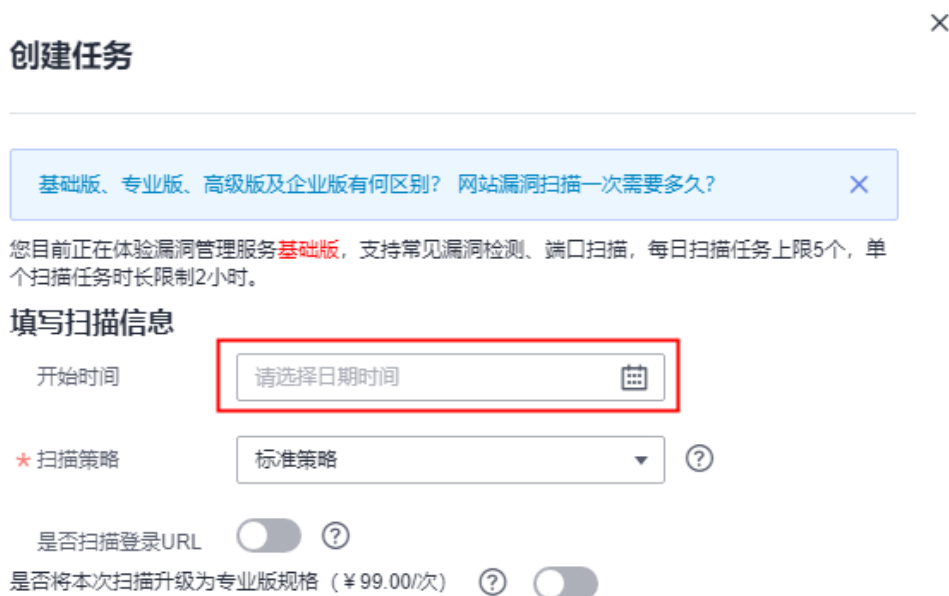 创建任务
基础版、专业版、高级版及企业版有何区别? 网站漏洞扫描一次需要多久?
您目前正在体验漏洞管理服务基础版，支持常见漏洞检测、端口扫描，每日扫描任务上限5个，单
个扫描任务时长限制2小时。
填写扫描信息
开始时间 请选择日期时间
* 扫描策略 标准策略 ?
是否扫描登录URL ?
是否将本次扫描升级为专业版规格（¥99.00/次） ?